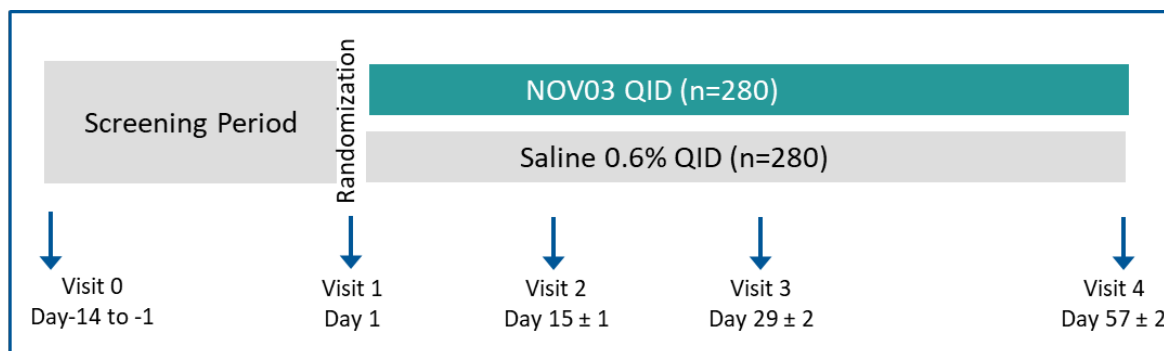 Screening Period
Randomization
NOV03 QID (n=280)
Saline 0.6% QID (n=280)
Visit 0
Day-14 to -1
Visit 1
Day 1
Visit 2
Day 15 ± 1
Visit 3
Day 29 ± 2
Visit 4
Day 57 ± 2